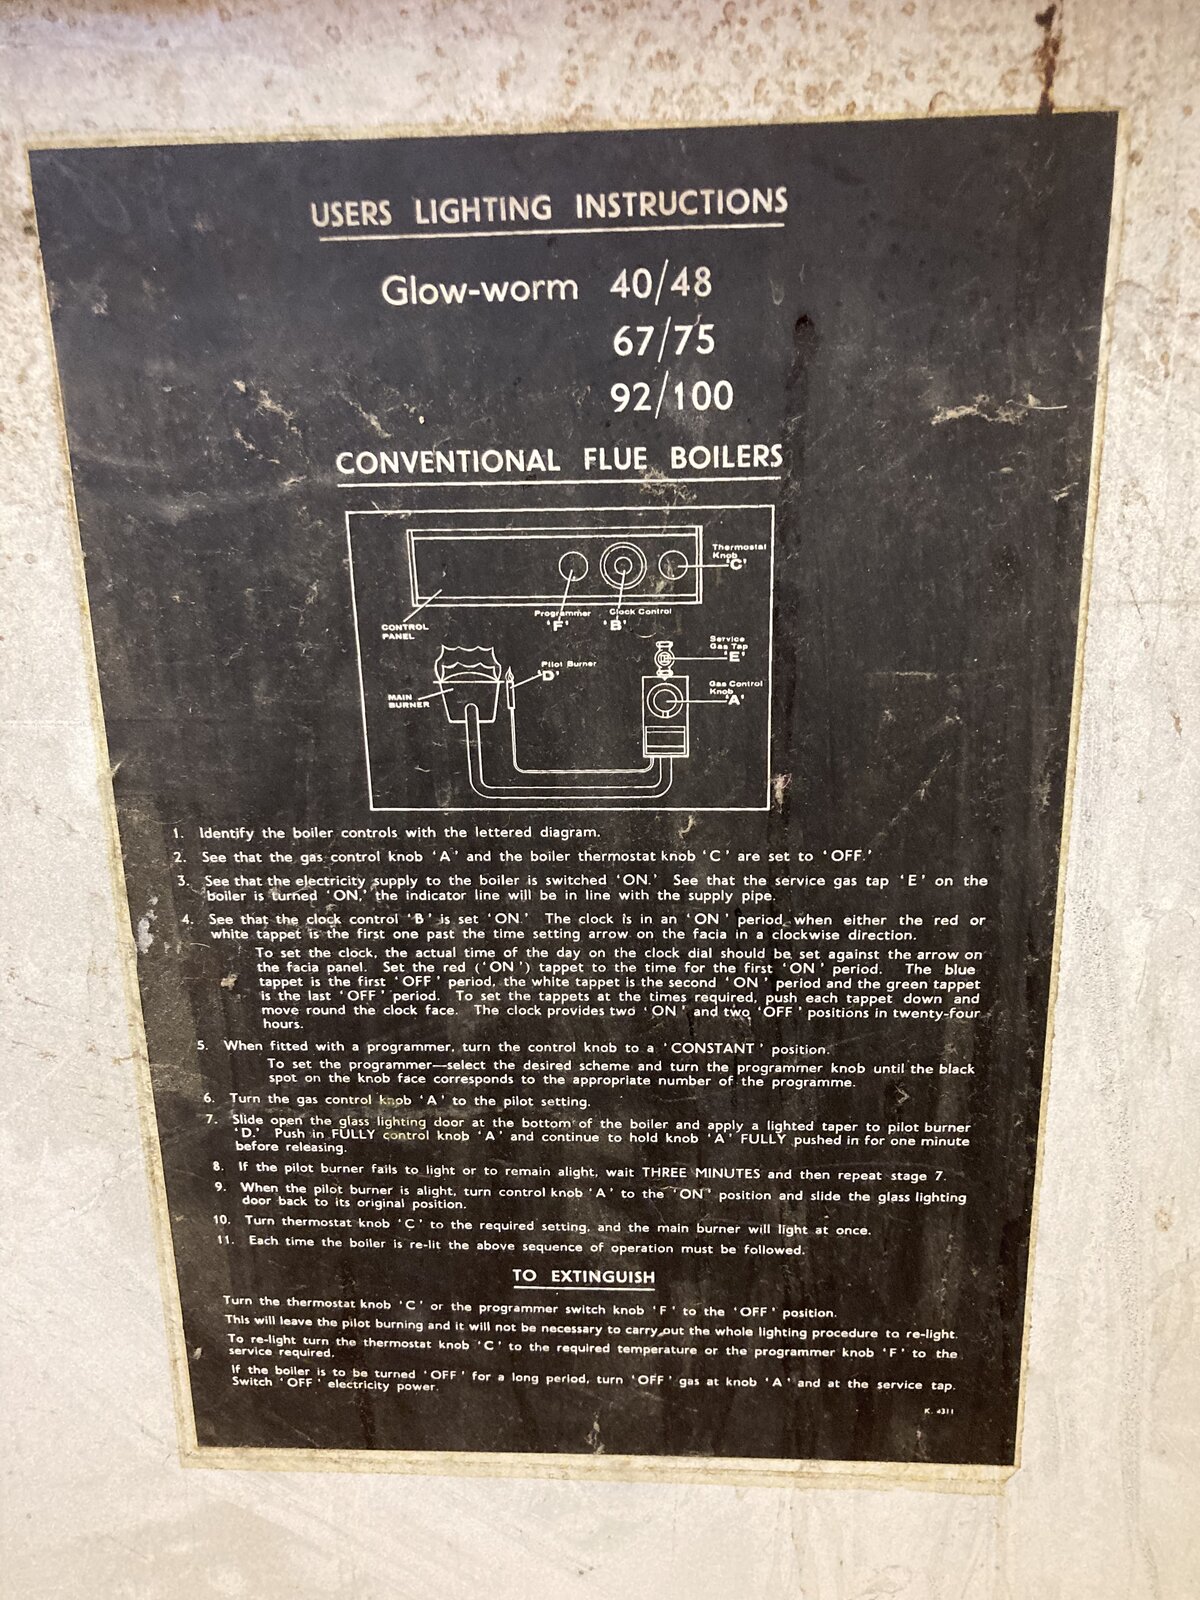 USERS LIGHTING INSTRUCTIONS
Glow-worm 40/48
67/75
92/100
CONVENTIONAL FLUE BOILERS
Thermostat
Knob
'C'
Programmer
'F'
Clock Control
'B'
CONTROL
PANEL
Service
Gas Tap
'E'
Pilot Burner
'D'
Gas Control
Knob
'A'
MAIN
BURNER
1. Identify the boiler controls with the lettered diagram.
2. See that the gas control knob 'A' and the boiler thermostat knob 'C' are set to 'OFF.'
3. See that the electricity supply to the boiler is switched 'ON.' See that the service gas tap 'E' on the
boiler is turned 'ON,' the indicator line will be in line with the supply pipe.
4. See that the clock control 'B' is set 'ON.' The clock is in an 'ON' period when either the red or
white tappet is the first one past the time setting arrow on the facia in a clockwise direction.
To set the clock, the actual time of the day on the clock dial should be set against the arrow on
the facia panel. Set the red ('ON') tappet to the time for the first 'ON' period. The blue
tappet is the first 'OFF' period, the white tappet is the second 'ON' period and the green tappet
is the last 'OFF' period. To set the tappets at the times required, push each tappet down and
move round the clock face. The clock provides two 'ON' and two 'OFF' positions in twenty-four
hours.
5. When fitted with a programmer, turn the control knob to a 'CONSTANT' position.
To set the programmer—select the desired scheme and turn the programmer knob until the black
spot on the knob face corresponds to the appropriate number of the programme.
6. Turn the gas control knob 'A' to the pilot setting.
7. Slide open the glass lighting door at the bottom of the boiler and apply a lighted taper to pilot burner
'D.' Push in FULLY control knob 'A' and continue to hold knob 'A' FULLY pushed in for one minute
before releasing.
8. If the pilot burner fails to light or to remain alight, wait THREE MINUTES and then repeat stage 7.
9. When the pilot burner is alight, turn control knob 'A' to the 'ON' position and slide the glass lighting
door back to its original position.
10. Turn thermostat knob 'C' to the required setting, and the main burner will light at once.
11. Each time the boiler is re-lit the above sequence of operation must be followed.
TO EXTINGUISH
Turn the thermostat knob 'C' or the programmer switch knob 'F' to the 'OFF' position.
This will leave the pilot burning and it will not be necessary to carry out the whole lighting procedure to re-light.
To re-light turn the thermostat knob 'C' to the required temperature or the programmer knob 'F' to the
service required.
If the boiler is to be turned 'OFF' for a long period, turn 'OFF' gas at knob 'A' and at the service tap.
Switch 'OFF' electricity power.
K. 4311